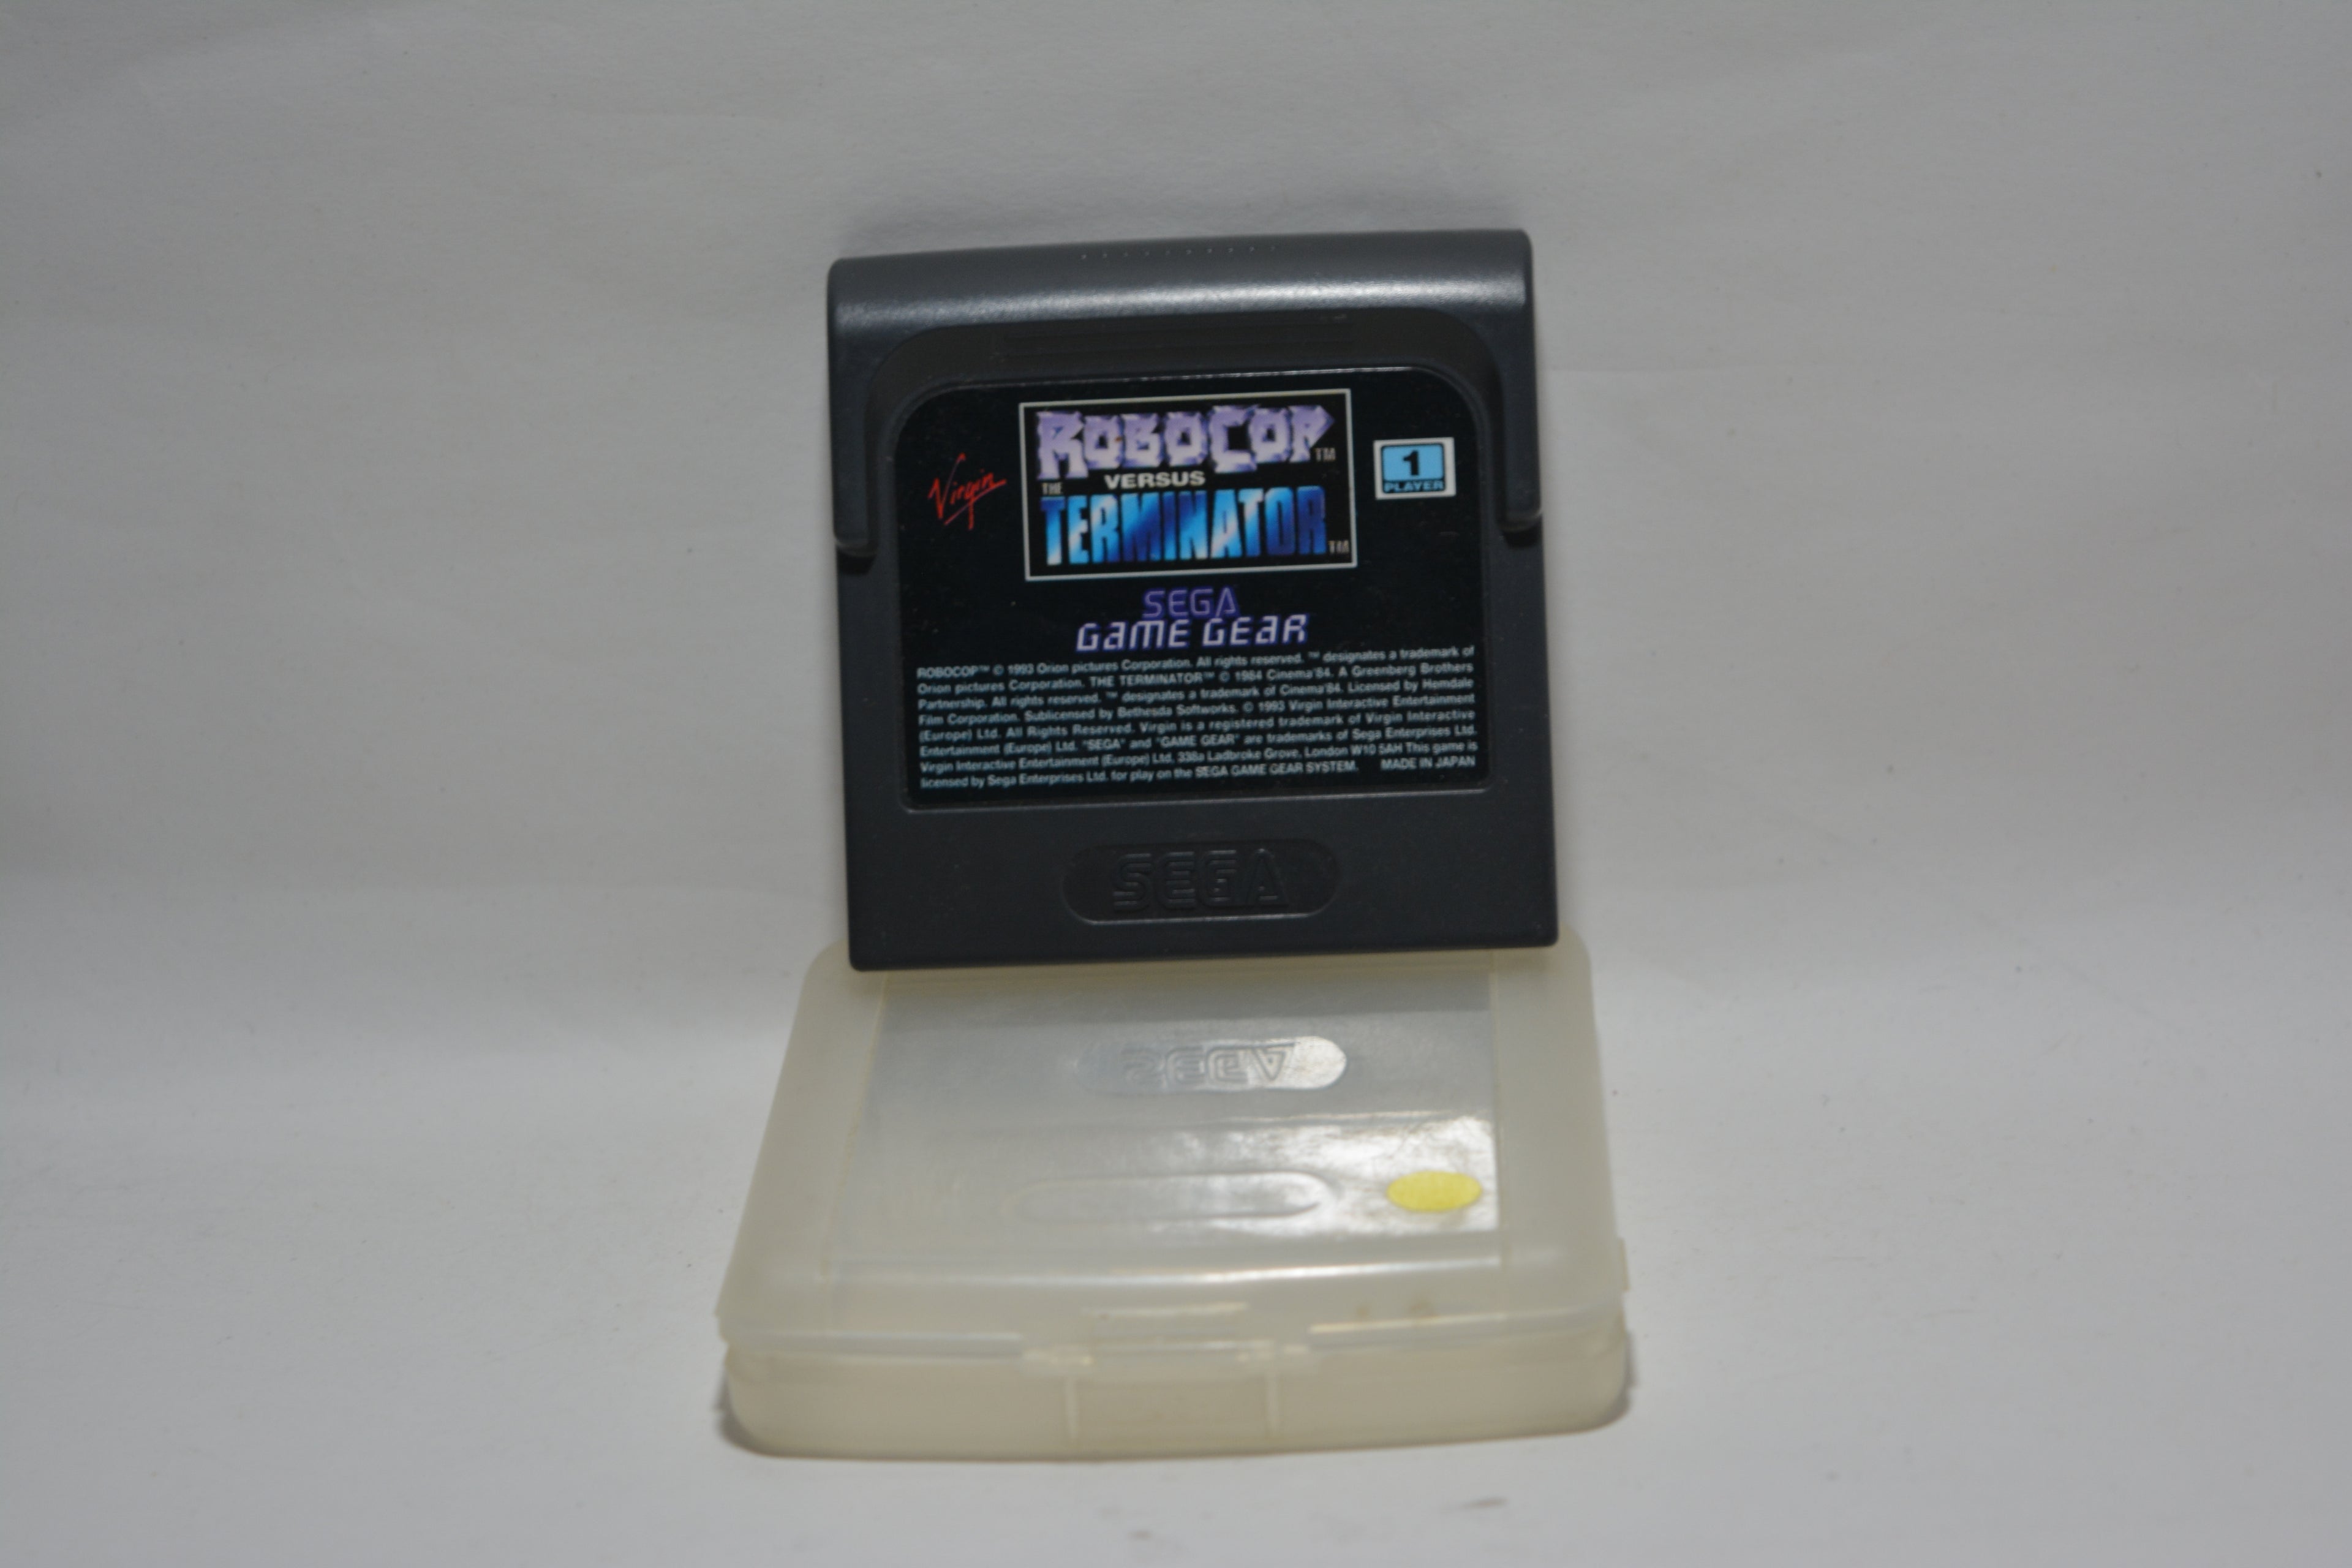 ROBOCOP™
VERSUS
THE
TERMINATOR™
Virgin
1
PLAYER
SEGA
GAME GEAR
ROBOCOP™ © 1993 Orion pictures Corporation. All rights reserved. ™ designates a trademark of
Orion pictures Corporation. THE TERMINATOR™ © 1984 Cinema'84. A Greenberg Brothers
Partnership. All rights reserved. ™ designates a trademark of Cinema'84. Licensed by Hemdale
Film Corporation. Sublicensed by Bethesda Softworks. © 1993 Virgin Interactive Entertainment
(Europe) Ltd. All Rights Reserved. Virgin is a registered trademark of Virgin Interactive
Entertainment (Europe) Ltd. "SEGA" and "GAME GEAR" are trademarks of Sega Enterprises Ltd.
Virgin Interactive Entertainment (Europe) Ltd. 338a Ladbroke Grove, London W10 5AH This game is
licensed by Sega Enterprises Ltd. for play on the SEGA GAME GEAR SYSTEM. MADE IN JAPAN
SEGA
SEGA